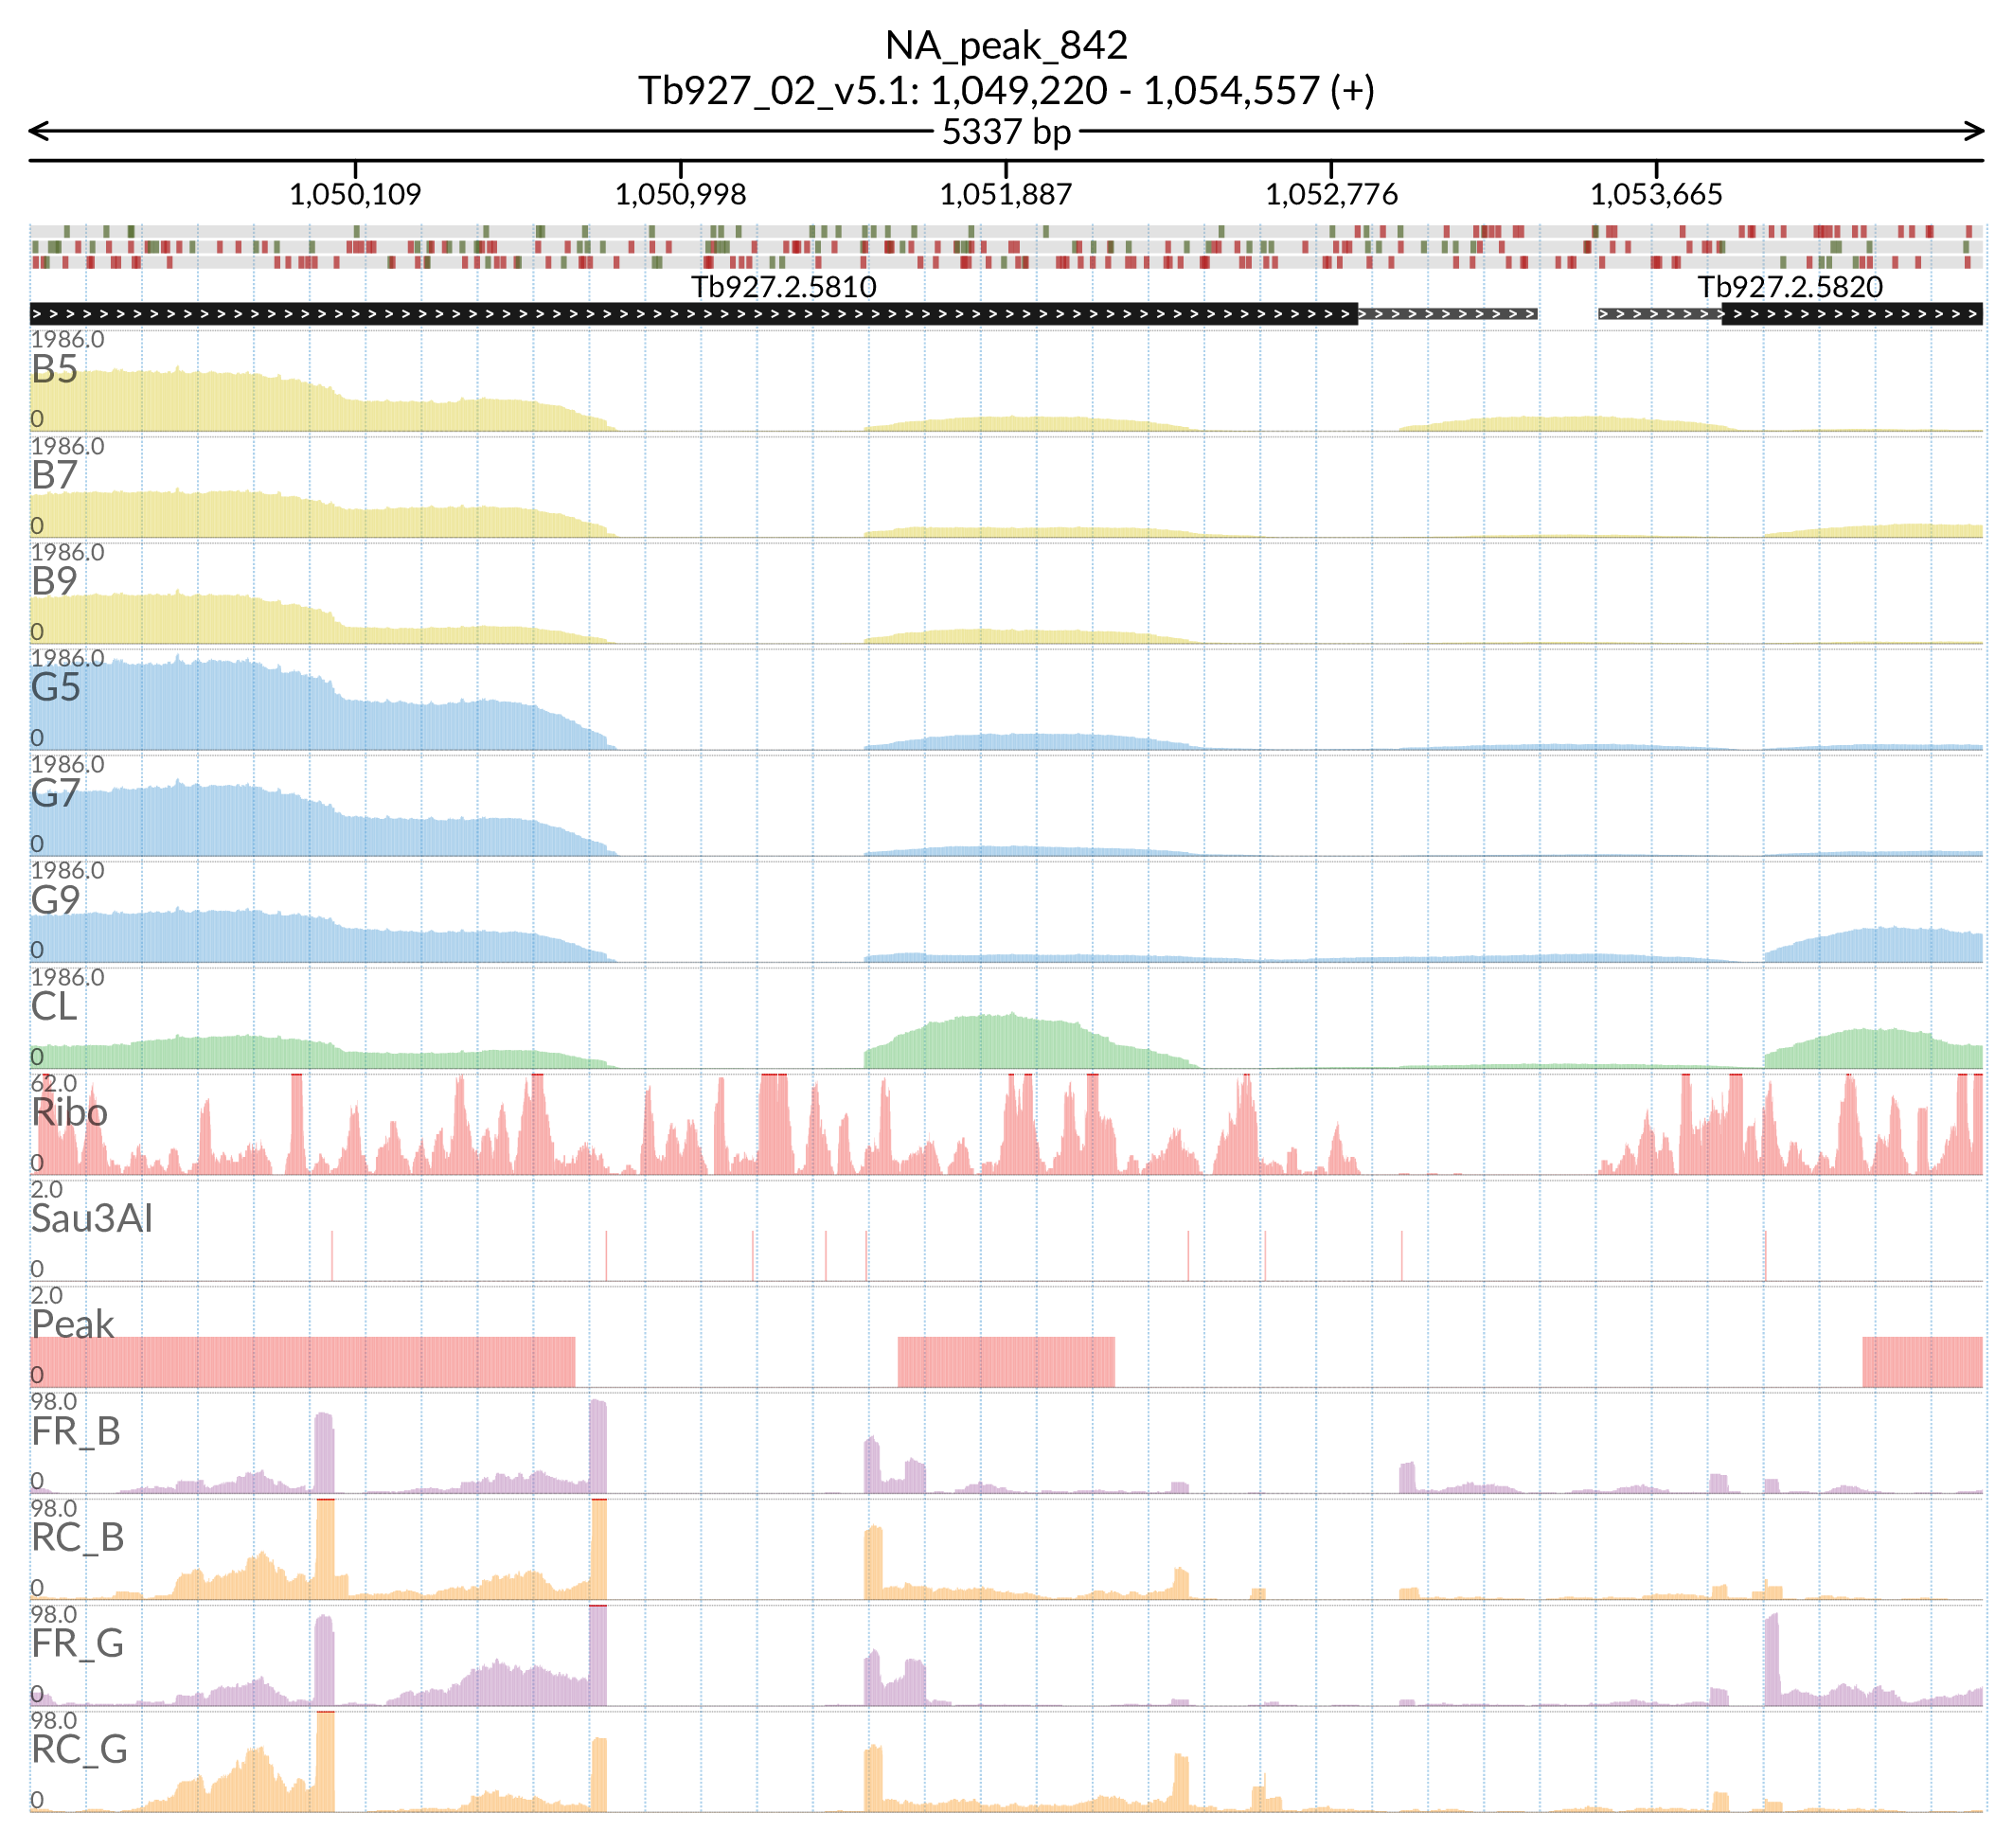 NA_peak_842
Tb927_02_v5.1: 1,049,220 - 1,054,557 (+)
5337 bp
1,050,109 1,050,998 1,051,887 1,052,776 1,053,665
Tb927.2.5810 Tb927.2.5820
1986.0
B5
0
1986.0
B7
0
1986.0
B9
0
1986.0
G5
0
1986.0
G7
0
1986.0
G9
0
1986.0
CL
0
62.0
Ribo
0
2.0
Sau3AI
0
2.0
Peak
0
98.0
FR_B
0
98.0
RC_B
0
98.0
FR_G
0
98.0
RC_G
0